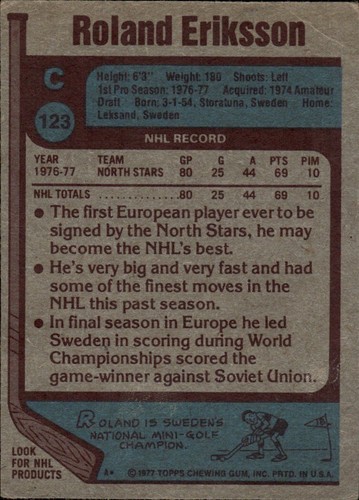 Roland Eriksson
C
123
Height: 6'3" Weight: 180 Shoots: Left
1st Pro Season: 1976-77 Acquired: 1974 Amateur
Draft Born: 3-1-54, Storatuna, Sweden Home:
Leksand, Sweden
NHL RECORD
YEAR TEAM GP G A PTS PIM
1976-77 NORTH STARS 80 25 44 69 10
NHL TOTALS 80 25 44 69 10
• The first European player ever to be
signed by the North Stars, he may
become the NHL's best.
• He's very big and very fast and had
some of the finest moves in the
NHL this past season.
• In final season in Europe he led
Sweden in scoring during World
Championships scored the
game-winner against Soviet Union.
ROLAND IS SWEDEN'S
NATIONAL MINI-GOLF
CHAMPION.
LOOK
FOR NHL
PRODUCTS
A* © 1977 TOPPS CHEWING GUM, INC. PRTD. IN U.S.A.